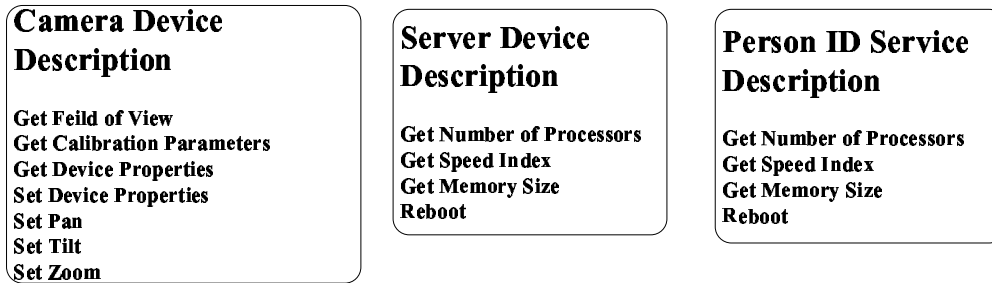 Camera Device
Description
Get Feild of View
Get Calibration Parameters
Get Device Properties
Set Device Properties
Set Pan
Set Tilt
Set Zoom
Server Device
Description
Get Number of Processors
Get Speed Index
Get Memory Size
Reboot
Person ID Service
Description
Get Number of Processors
Get Speed Index
Get Memory Size
Reboot